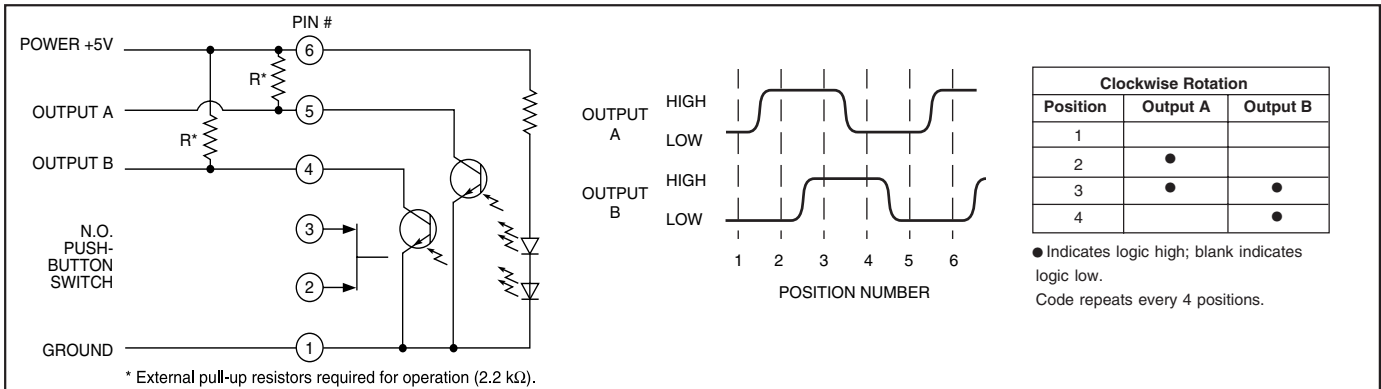 PIN #
POWER +5V
6
R*
OUTPUT A
5
R*
OUTPUT B
4
N.O.
PUSH-
BUTTON
SWITCH
3
2
GROUND
1
* External pull-up resistors required for operation (2.2 kΩ).
OUTPUT
A
HIGH
LOW
OUTPUT
B
HIGH
LOW
1 2 3 4 5 6
POSITION NUMBER
Clockwise Rotation
Position Output A Output B
1
2 ●
3 ● ●
4 ●
● Indicates logic high; blank indicates
logic low.
Code repeats every 4 positions.